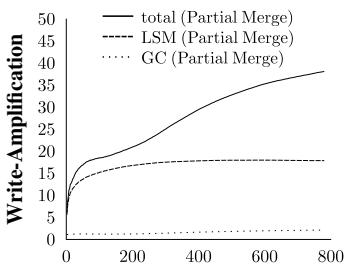 50
45
40
35
30
25
20
15
10
5
0
Write-Amplification
total (Partial Merge)
LSM (Partial Merge)
GC (Partial Merge)
0 200 400 600 800